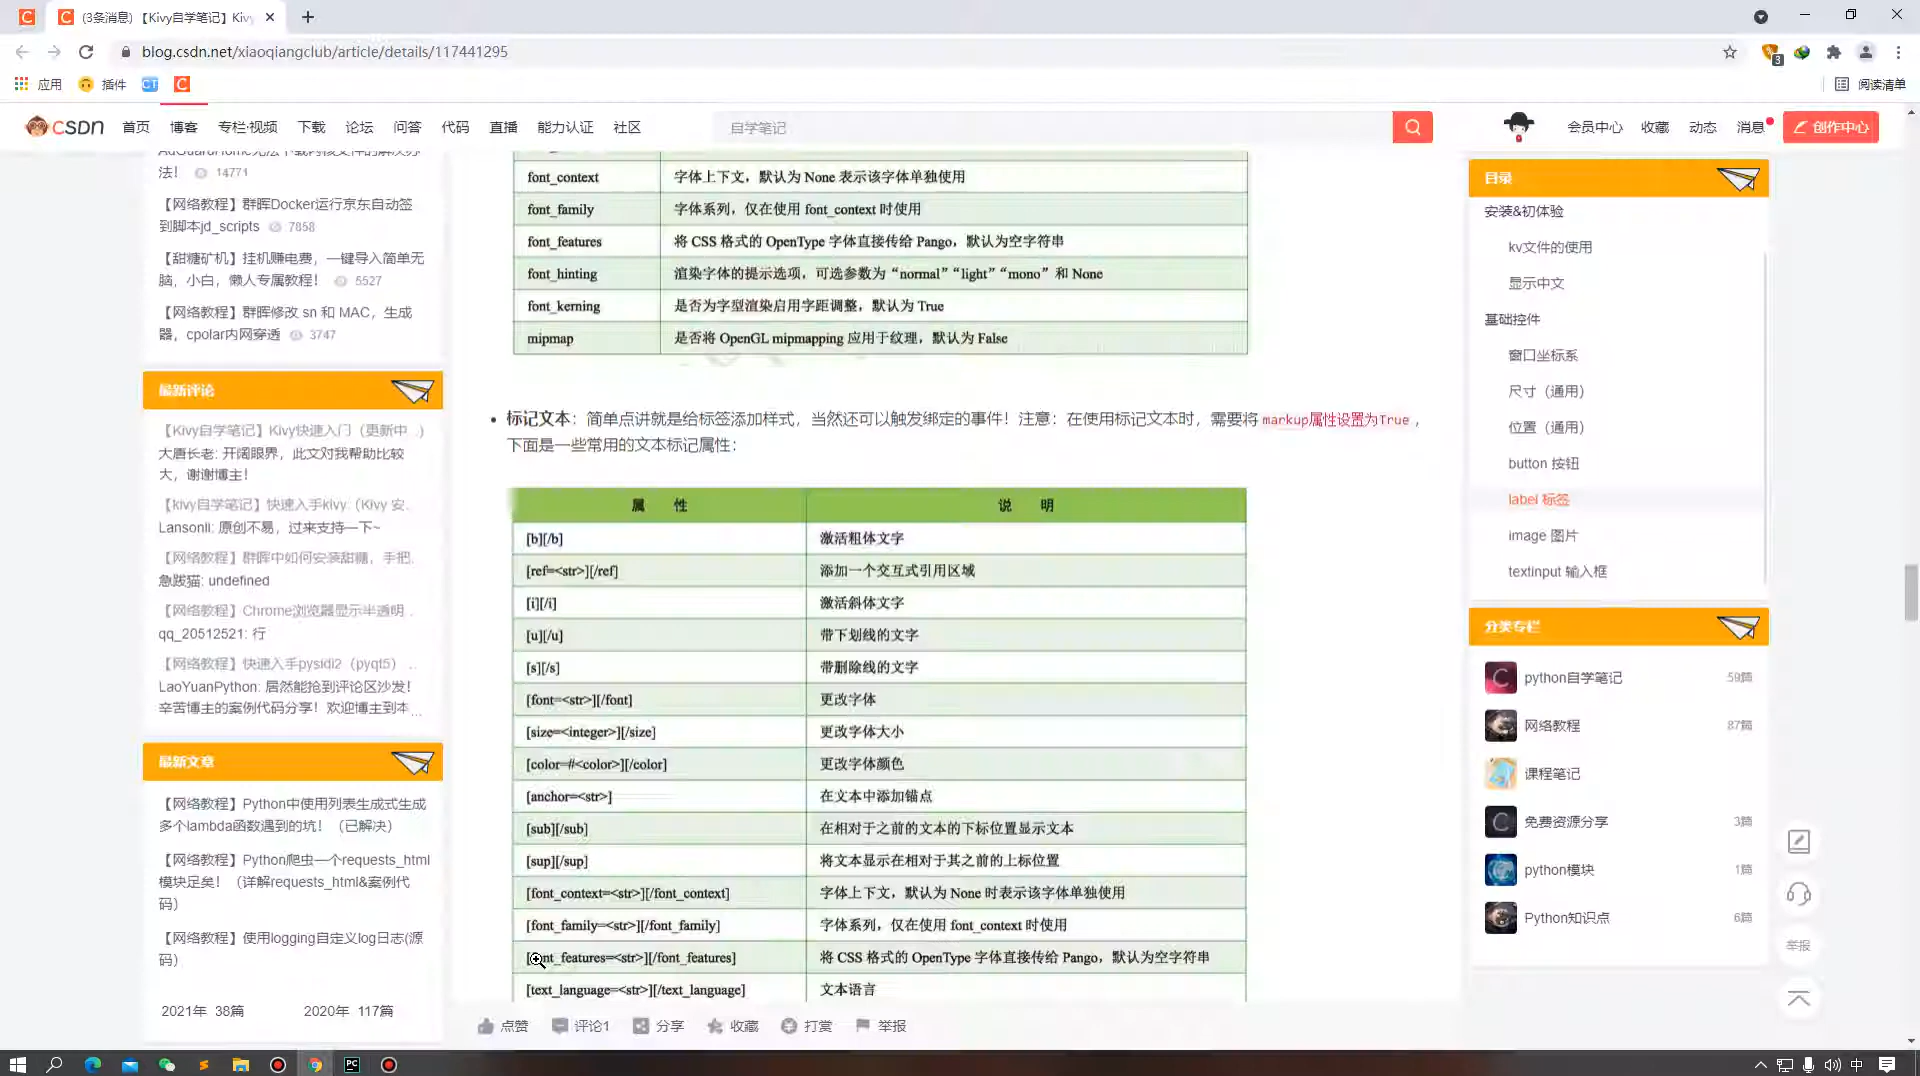 (3条消息) 【Kivy自学笔记】Kiv
blog.csdn.net/xiaoqiangclub/article/details/117441295
3
应用
插件
CT
阅读清单
CSDN
首页
博客
专栏·视频
下载
论坛
问答
代码
直播
能力认证
社区
自学笔记
会员中心
收藏
动态
消息
创作中心
AdGuardHome无法下载内核文件的解决办
法！ 14771
【网络教程】群晖Docker运行京东自动签
到脚本jd_scripts 7858
【甜糖矿机】挂机赚电费，一键导入简单无
脑，小白，懒人专属教程！ 5527
【网络教程】群晖修改 sn 和 MAC，生成
器，cpolar内网穿透 3747
最新评论
【Kivy自学笔记】Kivy快速入门（更新中...）
大唐长老: 开阔眼界，此文对我帮助比较
大，谢谢博主！
【kivy自学笔记】快速入手kivy（Kivy 安...
Lansonli: 原创不易，过来支持一下~
【网络教程】群晖中如何安装甜糖，手把...
急跋猫: undefined
【网络教程】Chrome浏览器显示半透明...
qq_20512521: 行
【网络教程】快速入手pysidi2（pyqt5） ...
LaoYuanPython: 居然能抢到评论区沙发！
辛苦博主的案例代码分享！欢迎博主到本...
最新文章
【网络教程】Python中使用列表生成式生成
多个lambda函数遇到的坑！（已解决）
【网络教程】Python爬虫一个requests_html
模块足矣！（详解requests_html&案例代
码）
【网络教程】使用logging自定义log日志(源
码)
2021年 38篇
2020年 117篇
font_context 字体上下文，默认为 None 表示该字体单独使用
font_family 字体系列，仅在使用 font_context 时使用
font_features 将 CSS 格式的 OpenType 字体直接传给 Pango，默认为空字符串
font_hinting 渲染字体的提示选项，可选参数为“normal”“light”“mono”和 None
font_kerning 是否为字型渲染启用字距调整，默认为 True
mipmap 是否将 OpenGL mipmapping 应用于纹理，默认为 False
• 标记文本：简单点讲就是给标签添加样式，当然还可以触发绑定的事件！注意：在使用标记文本时，需要将 markup属性设置为True，
下面是一些常用的文本标记属性：
属 性 说 明
[b][/b] 激活粗体文字
[ref=<str>][/ref] 添加一个交互式引用区域
[i][/i] 激活斜体文字
[u][/u] 带下划线的文字
[s][/s] 带删除线的文字
[font=<str>][/font] 更改字体
[size=<integer>][/size] 更改字体大小
[color=#<color>][/color] 更改字体颜色
[anchor=<str>] 在文本中添加锚点
[sub][/sub] 在相对于之前的文本的下标位置显示文本
[sup][/sup] 将文本显示在相对于其之前的上标位置
[font_context=<str>][/font_context] 字体上下文，默认为 None 时表示该字体单独使用
[font_family=<str>][/font_family] 字体系列，仅在使用 font_context 时使用
[font_features=<str>][/font_features] 将 CSS 格式的 OpenType 字体直接传给 Pango，默认为空字符串
[text_language=<str>][/text_language] 文本语言
点赞
评论1
分享
收藏
打赏
举报
目录
安装&初体验
kv文件的使用
显示中文
基础控件
窗口坐标系
尺寸（通用）
位置（通用）
button 按钮
label 标签
image 图片
textinput 输入框
分类专栏
python自学笔记 59篇
网络教程 87篇
课程笔记
免费资源分享 3篇
python模块 1篇
Python知识点 6篇
举报
PC
中